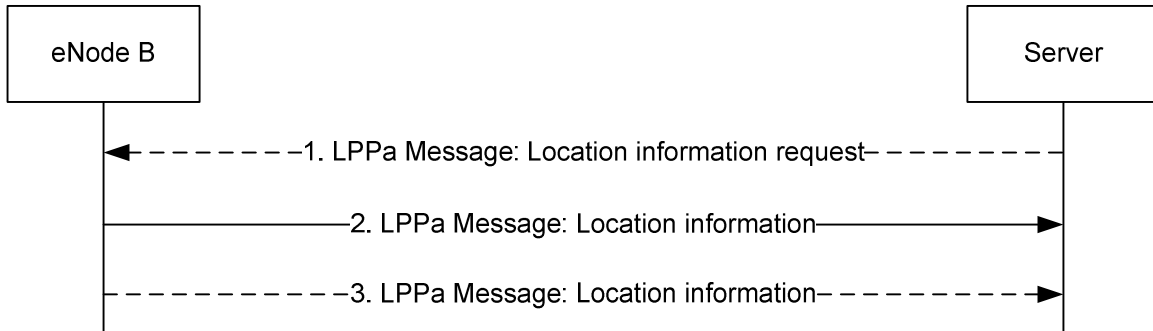 eNode B
Server
1. LPPa Message: Location information request
2. LPPa Message: Location information
3. LPPa Message: Location information